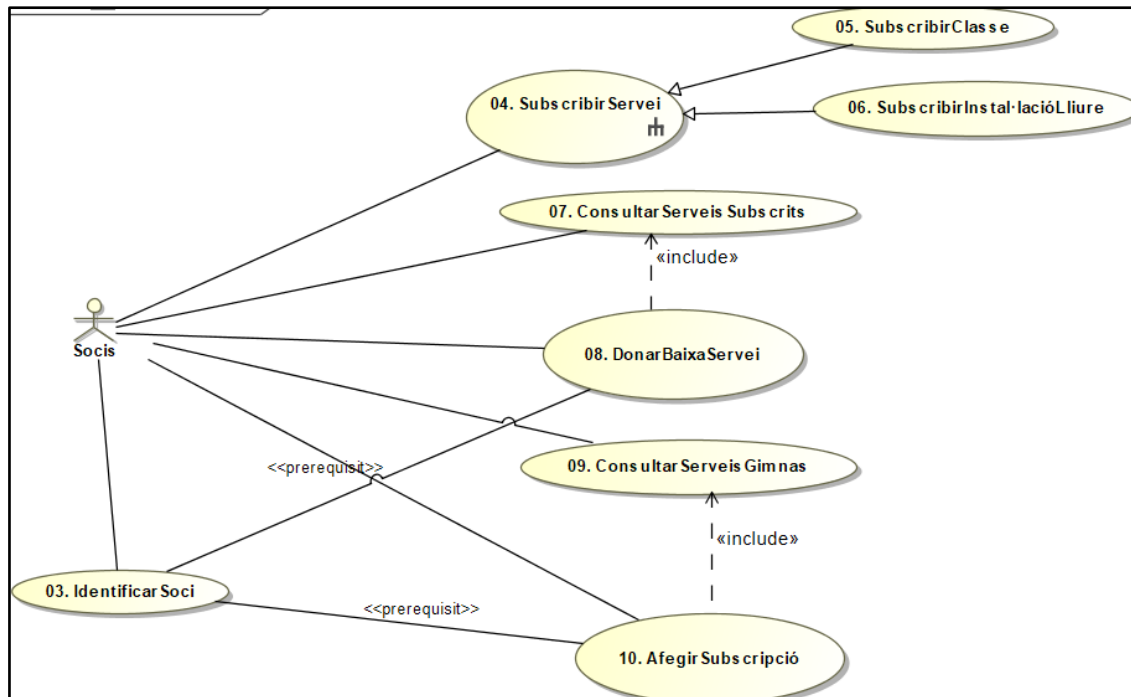 05. SubscribirClasse
04. SubscribirServei
06. SubscribirInstal·lacióLliure
07. ConsultarServeisSubscrits
«include»
Socis
08. DonarBaixaServei
<<prerequisit>>
09. ConsultarServeisGimnas
«include»
03. IdentificarSoci
<<prerequisit>>
10. AfegirSubscripció